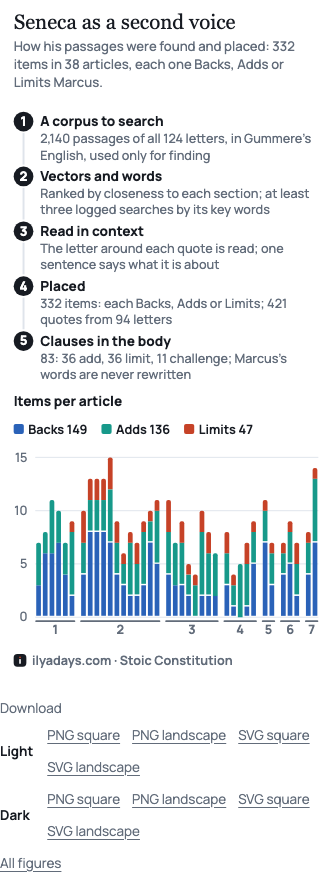 Seneca as a second voice
How his passages were found and placed: 332
items in 38 articles, each one Backs, Adds or
Limits Marcus.
1 A corpus to search
2,140 passages of all 124 letters, in Gummere's
English, used only for finding
2 Vectors and words
Ranked by closeness to each section; at least
three logged searches by its key words
3 Read in context
The letter around each quote is read; one
sentence says what it is about
4 Placed
332 items: each Backs, Adds or Limits; 421
quotes from 94 letters
5 Clauses in the body
83: 36 add, 36 limit, 11 challenge; Marcus's
words are never rewritten
Items per article
Backs 149 Adds 136 Limits 47
15
10
5
0
1 2 3 4 5 6 7
i ilyadays.com · Stoic Constitution
Download
Light
PNG square PNG landscape SVG square
SVG landscape
Dark
PNG square PNG landscape SVG square
SVG landscape
All figures